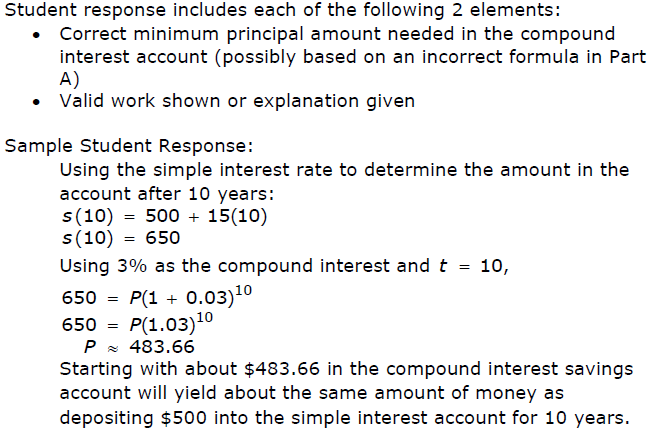 Student response includes each of the following 2 elements:
• Correct minimum principal amount needed in the compound
interest account (possibly based on an incorrect formula in Part
A)
• Valid work shown or explanation given
Sample Student Response:
Using the simple interest rate to determine the amount in the
account after 10 years:
s(10) = 500 + 15(10)
s(10) = 650
Using 3% as the compound interest and t = 10,
650 = P(1 + 0.03)¹⁰
650 = P(1.03)¹⁰
P ≈ 483.66
Starting with about $483.66 in the compound interest savings
account will yield about the same amount of money as
depositing $500 into the simple interest account for 10 years.